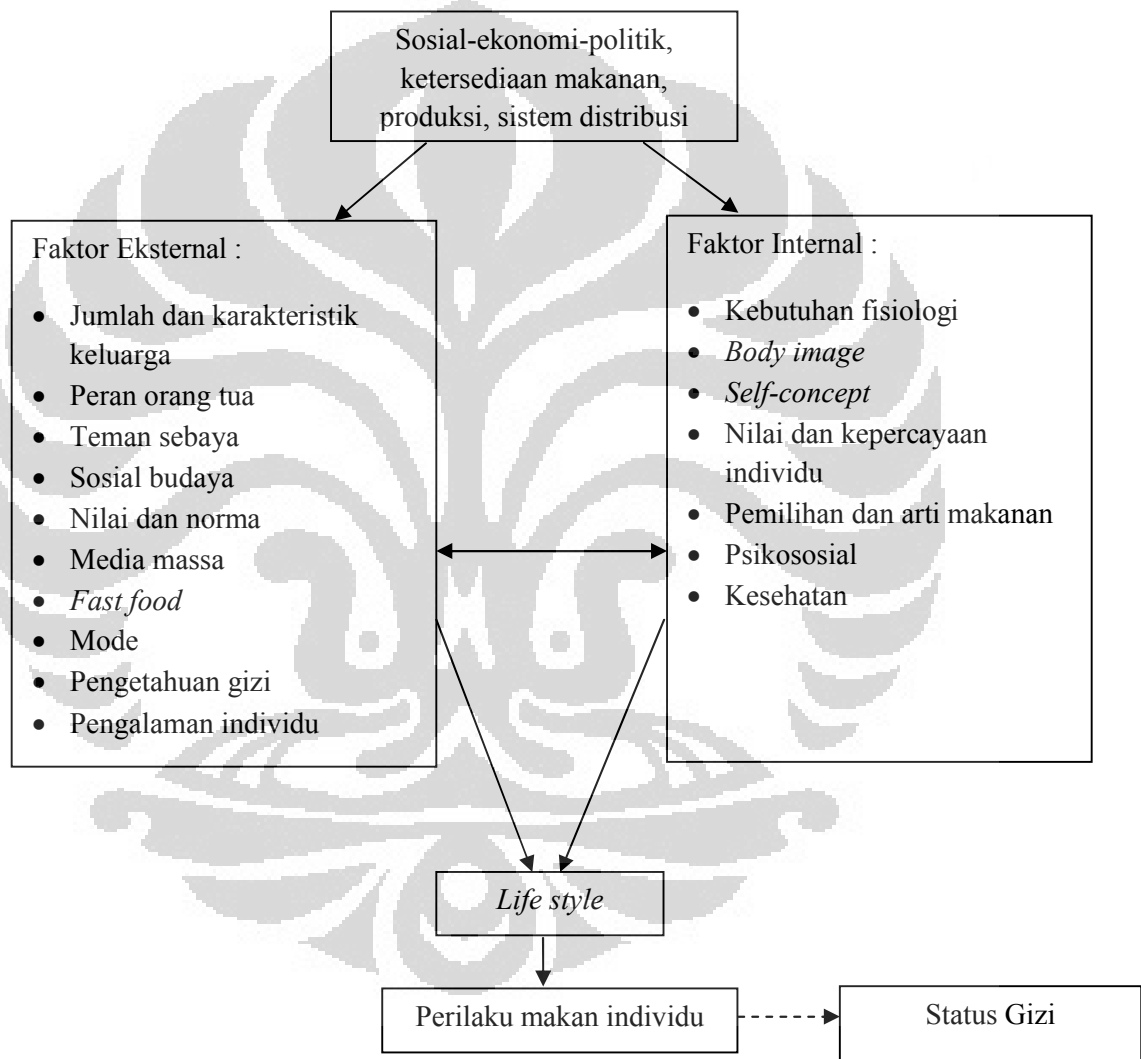 Sosial-ekonomi-politik,
ketersediaan makanan,
produksi, sistem distribusi
Faktor Eksternal :
• Jumlah dan karakteristik
keluarga
• Peran orang tua
• Teman sebaya
• Sosial budaya
• Nilai dan norma
• Media massa
• Fast food
• Mode
• Pengetahuan gizi
• Pengalaman individu
Faktor Internal :
• Kebutuhan fisiologi
• Body image
• Self-concept
• Nilai dan kepercayaan
individu
• Pemilihan dan arti makanan
• Psikososial
• Kesehatan
Life style
Perilaku makan individu
Status Gizi